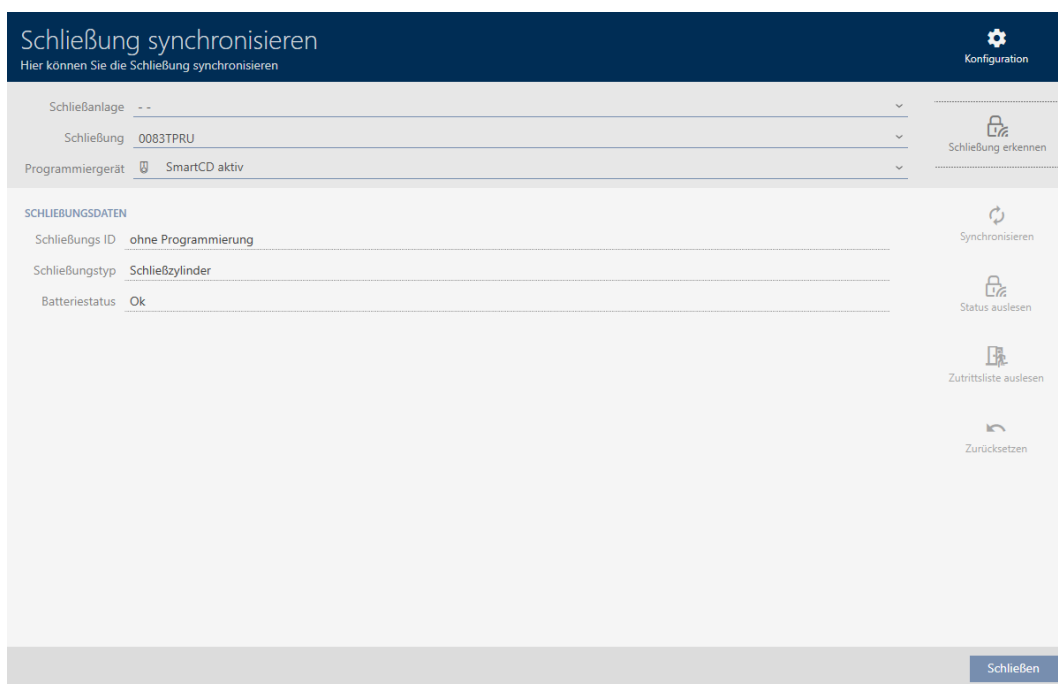 Schließung synchronisieren
Hier können Sie die Schließung synchronisieren
Konfiguration
Schließanlage - -
Schließung 0083TPRU
Programmiergerät SmartCD aktiv
Schließung erkennen
SCHLIEßUNGSDATEN
Schließungs ID ohne Programmierung
Schließungstyp Schließzylinder
Batteriestatus Ok
Synchronisieren
Status auslesen
Zutrittsliste auslesen
Zurücksetzen
Schließen